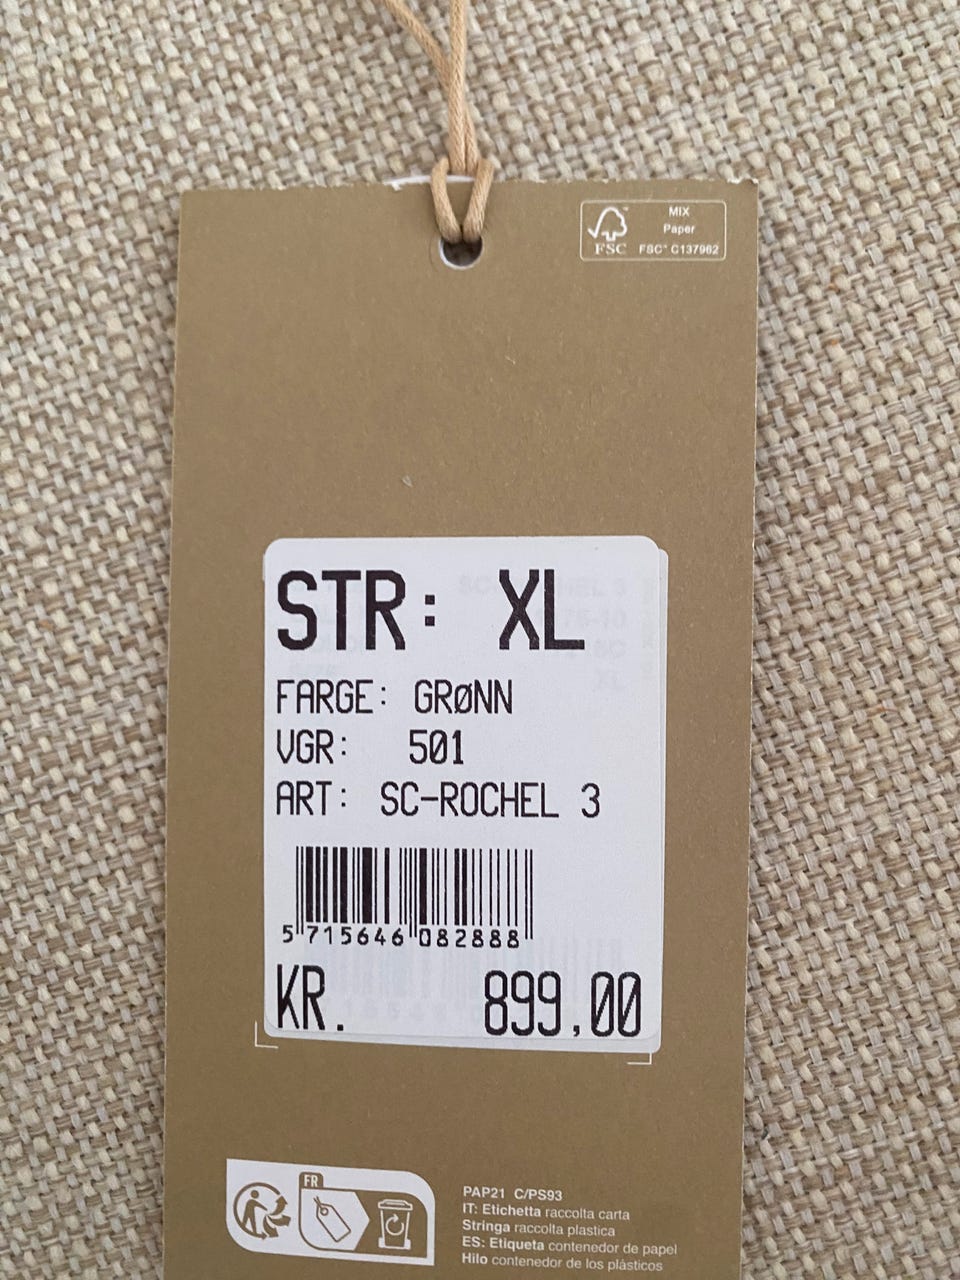 MIX
Paper
FSC
FSC® C137962
STR: XL
FARGE: GRØNN
VGR: 501
ART: SC-ROCHEL 3
5 715646 082888
KR. 899,00
FR
PAP21 C/PS93
IT: Etichetta raccolta carta
Stringa raccolta plastica
ES: Etiqueta contenedor de papel
Hilo contenedor de los plásticos